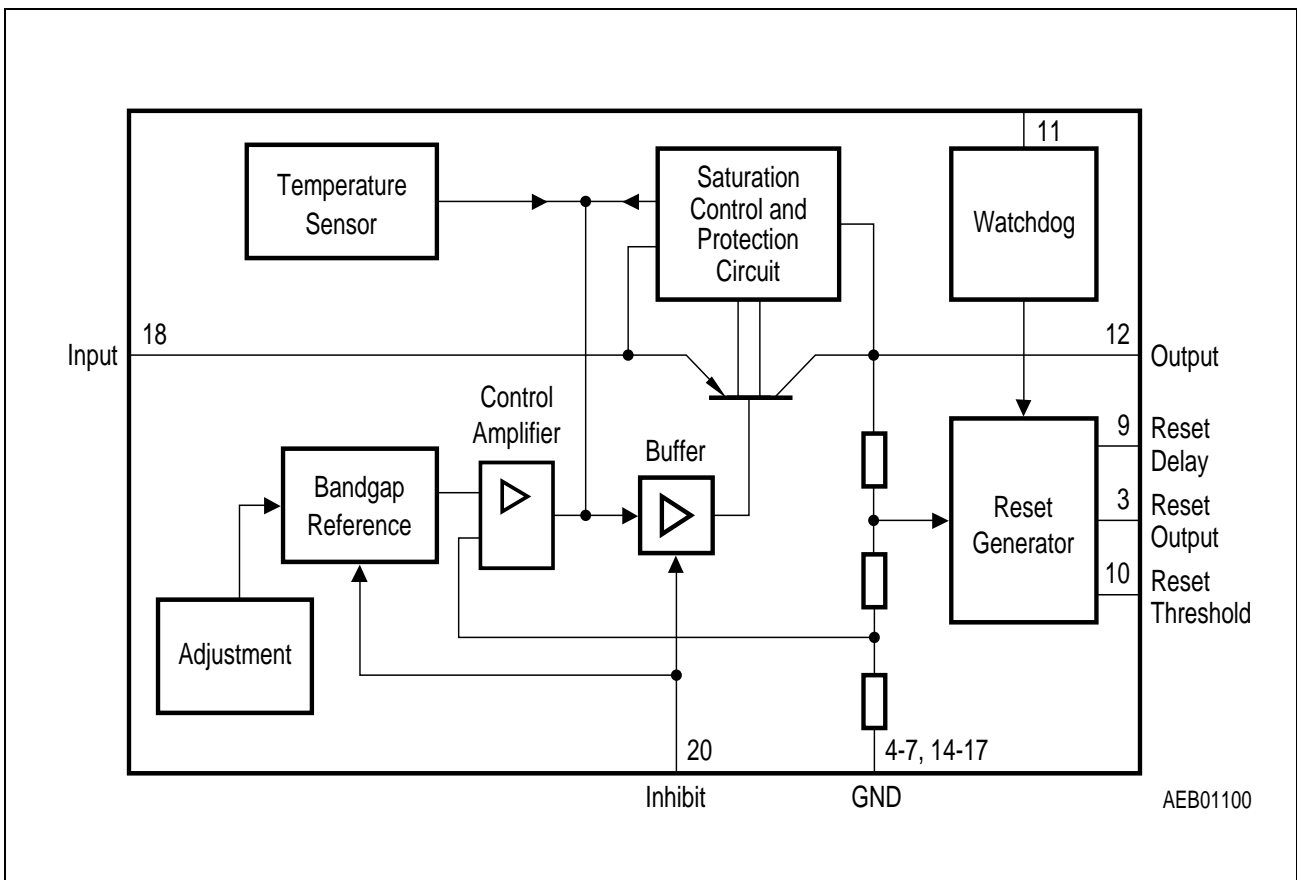 11
Temperature
Sensor
Saturation
Control and
Protection
Circuit
Watchdog
Input
18
12
Output
Control
Amplifier
Buffer
Bandgap
Reference
Reset
Generator
9
Reset
Delay
3
Reset
Output
10
Reset
Threshold
Adjustment
20
4-7, 14-17
Inhibit
GND
AEB01100